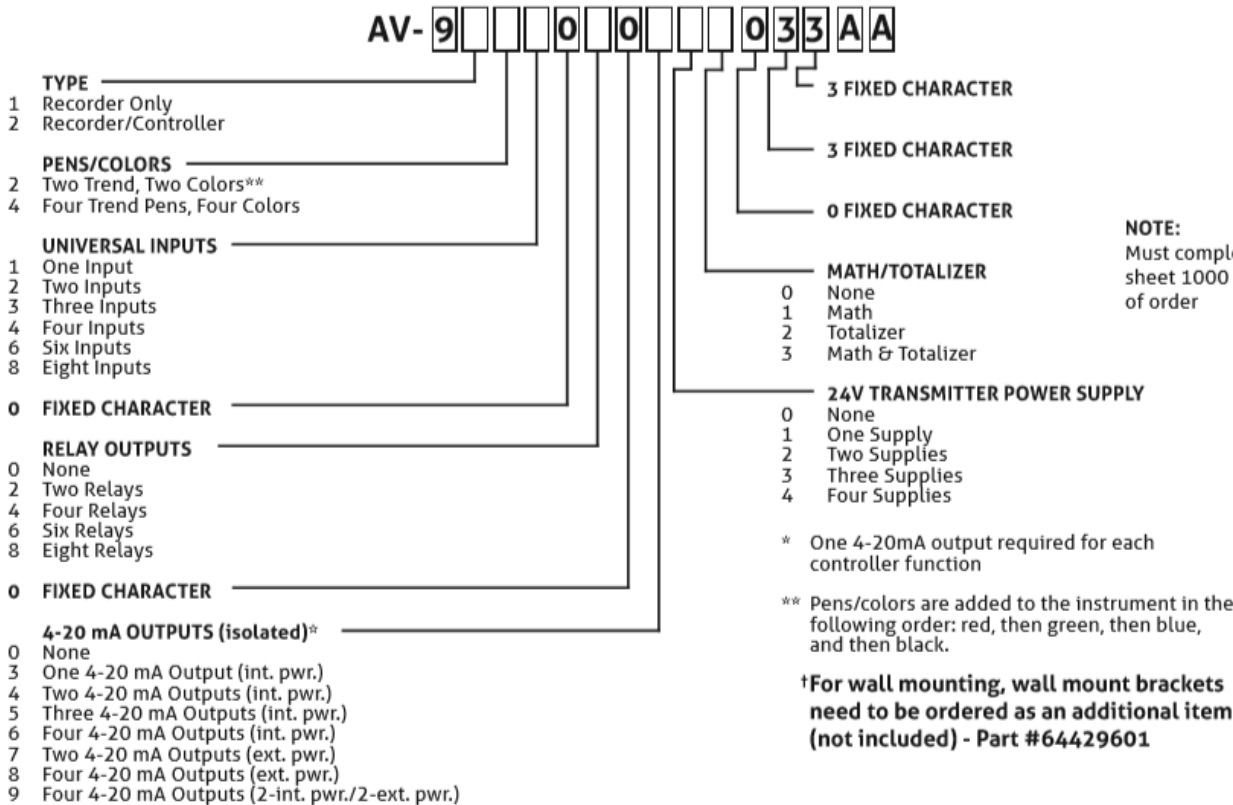 AV- 9 0 0 0 3 3 A A
TYPE
1 Recorder Only
2 Recorder/Controller
PENS/COLORS
2 Two Trend, Two Colors**
4 Four Trend Pens, Four Colors
UNIVERSAL INPUTS
1 One Input
2 Two Inputs
3 Three Inputs
4 Four Inputs
6 Six Inputs
8 Eight Inputs
0 FIXED CHARACTER
RELAY OUTPUTS
0 None
2 Two Relays
4 Four Relays
6 Six Relays
8 Eight Relays
0 FIXED CHARACTER
4-20 mA OUTPUTS (isolated)*
0 None
3 One 4-20 mA Output (int. pwr.)
4 Two 4-20 mA Outputs (int. pwr.)
5 Three 4-20 mA Outputs (int. pwr.)
6 Four 4-20 mA Outputs (int. pwr.)
7 Two 4-20 mA Outputs (ext. pwr.)
8 Four 4-20 mA Outputs (ext. pwr.)
9 Four 4-20 mA Outputs (2-int. pwr./2-ext. pwr.)
3 FIXED CHARACTER
3 FIXED CHARACTER
0 FIXED CHARACTER
MATH/TOTALIZER
0 None
1 Math
2 Totalizer
3 Math & Totalizer
24V TRANSMITTER POWER SUPPLY
0 None
1 One Supply
2 Two Supplies
3 Three Supplies
4 Four Supplies
* One 4-20mA output required for each
controller function
** Pens/colors are added to the instrument in the
following order: red, then green, then blue,
and then black.
†For wall mounting, wall mount brackets
need to be ordered as an additional item
(not included) - Part #64429601
NOTE:
Must comple
sheet 1000
of order